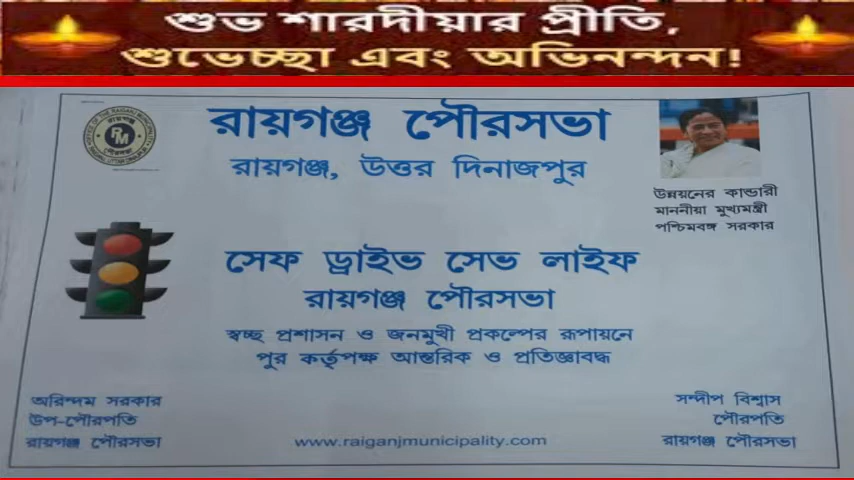 শুভ শারদীয়ার প্রীতি,
শুভেচ্ছা এবং অভিনন্দন!
রায়গঞ্জ পৌরসভা
রায়গঞ্জ, উত্তর দিনাজপুর
উন্নয়নের কান্ডারী
মাননীয়া মুখ্যমন্ত্রী
পশ্চিমবঙ্গ সরকার
সেফ ড্রাইভ সেভ লাইফ
রায়গঞ্জ পৌরসভা
স্বচ্ছ প্রশাসন ও জনমুখী প্রকল্পের রূপায়নে
পুর কর্তৃপক্ষ আন্তরিক ও প্রতিজ্ঞাবদ্ধ
অরিন্দম সরকার
উপ-পৌরপতি
রায়গঞ্জ পৌরসভা
www.raiganjmunicipality.com
সন্দীপ বিশ্বাস
পৌরপতি
রায়গঞ্জ পৌরসভা